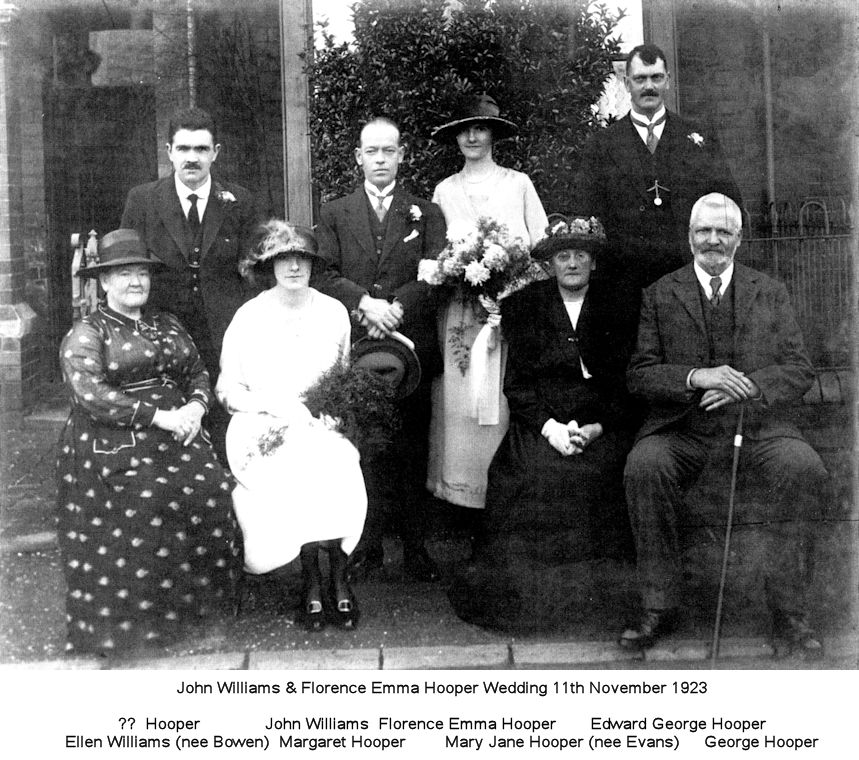 John Williams & Florence Emma Hooper Wedding 11th November 1923
?? Hooper John Williams Florence Emma Hooper Edward George Hooper
Ellen Williams (nee Bowen) Margaret Hooper Mary Jane Hooper (nee Evans) George Hooper